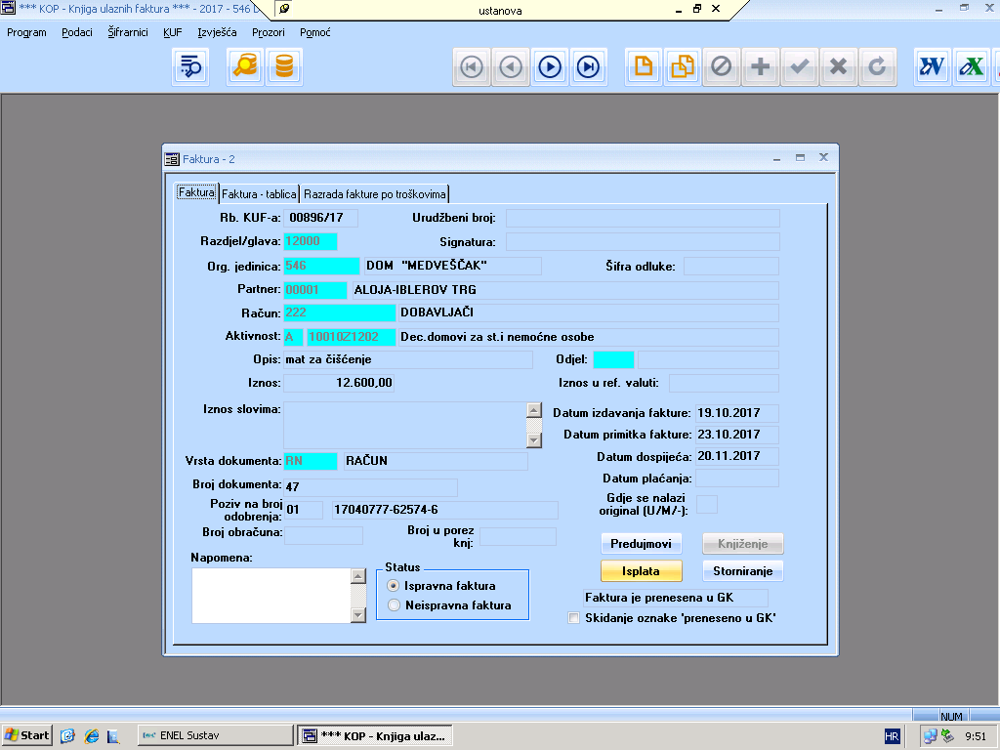 *** KOP - Knjiga ulaznih faktura *** - 2017 - 546 D
ustanova
Program Podaci Šifrarnici KUF Izvješća Prozori Pomoć
Faktura - 2
Faktura Faktura - tablica Razrada fakture po troškovima
Rb. KUF-a: 00896/17 Urudžbeni broj:
Razdjel/glava: 12000 Signatura:
Org. jedinica: 546 DOM "MEDVEŠČAK" Šifra odluke:
Partner: 00001 ALOJA-IBLEROV TRG
Račun: 222 DOBAVLJAČI
Aktivnost: A 10010Z1202 Dec.domovi za st.i nemoćne osobe
Opis: mat za čišćenje Odjel:
Iznos: 12.600,00 Iznos u ref. valuti:
Iznos slovima: Datum izdavanja fakture: 19.10.2017
Datum primitka fakture: 23.10.2017
Datum dospijeća: 20.11.2017
Vrsta dokumenta: RN RAČUN
Datum plaćanja:
Broj dokumenta: 47
Gdje se nalazi
original (U/M/-):
Poziv na broj
odobrenja: 01 17040777-62574-6
Broj obračuna: Broj u porez
knj:
Predujmovi Knjiženje
Napomena:
Status
Isplata Storniranje
Ispravna faktura
Faktura je prenesena u GK
Neispravna faktura
Skidanje oznake 'preneseno u GK'
NUM
Start ENEL Sustav *** KOP - Knjiga ulaz... HR 9:51